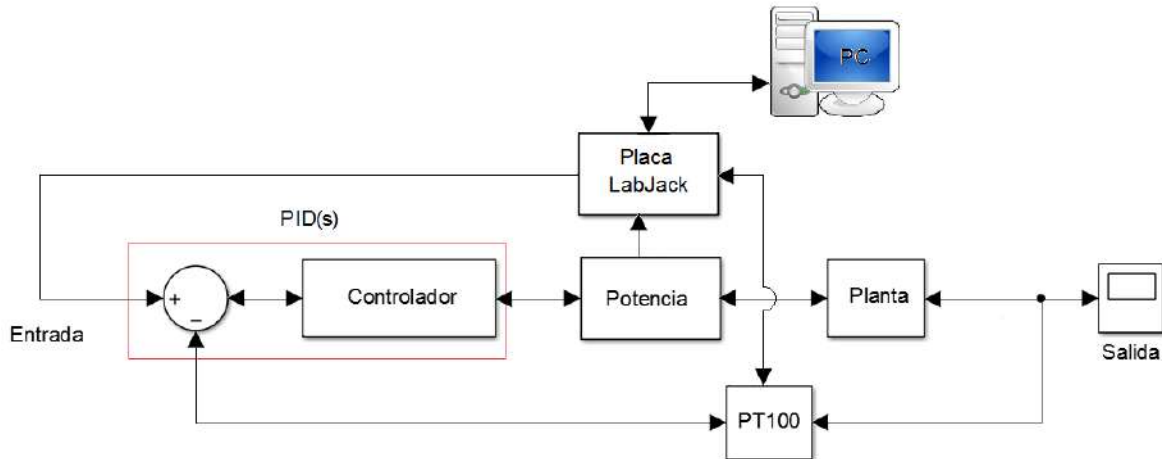 PC
Placa
LabJack
PID(s)
+
Controlador
Potencia
Planta
−
Entrada
Salida
PT100